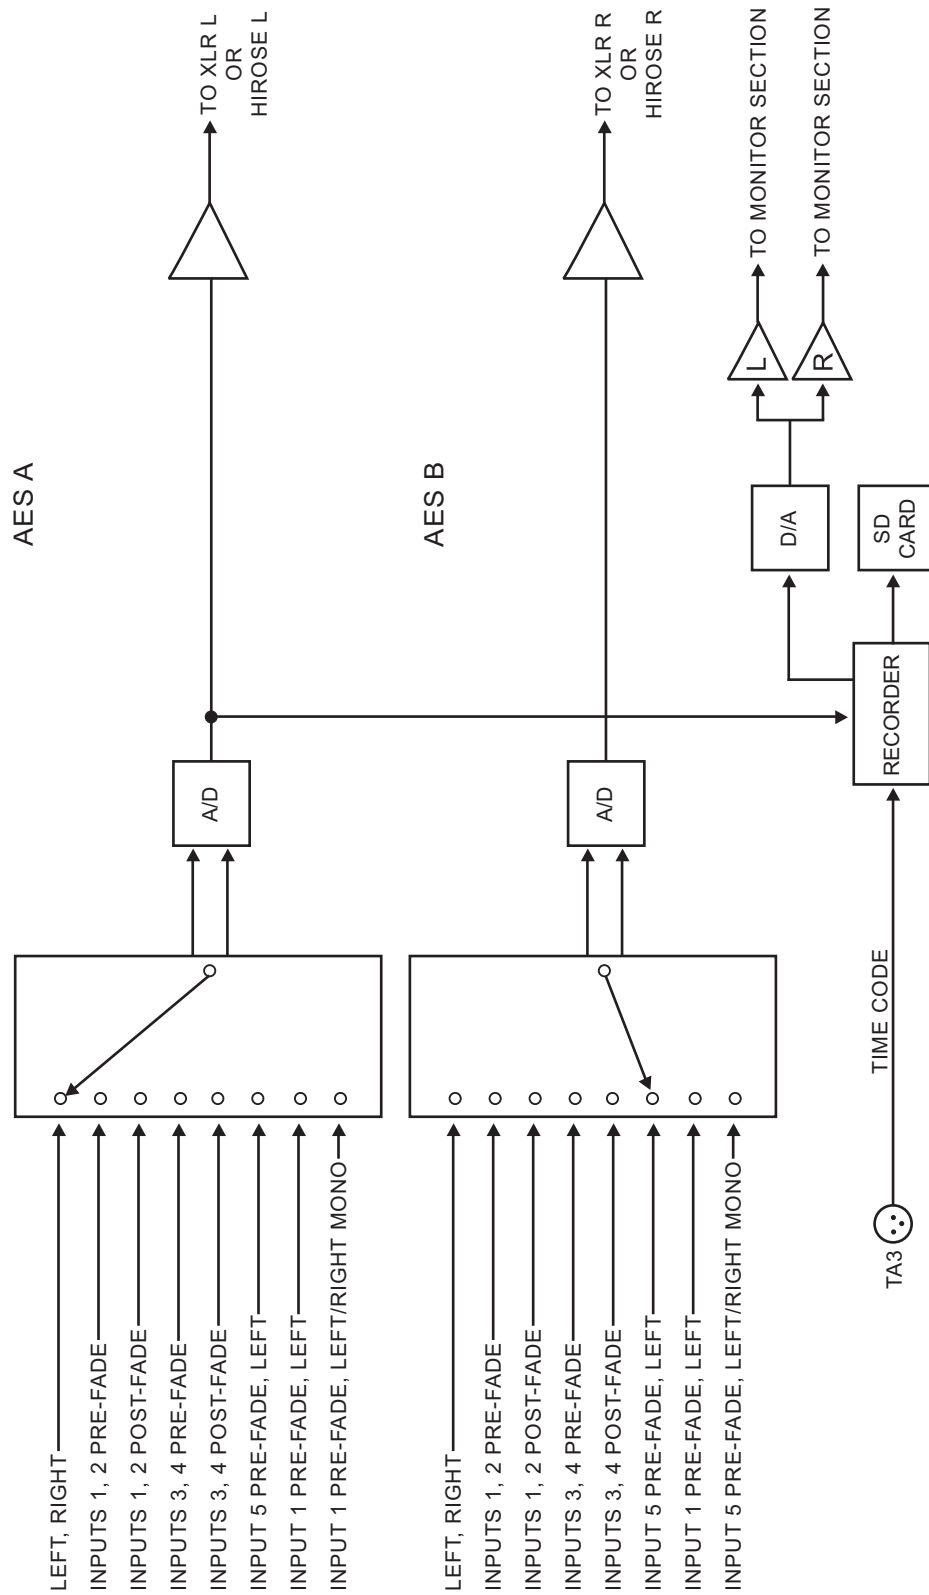 AES A
LEFT, RIGHT
INPUTS 1, 2 PRE-FADE
INPUTS 1, 2 POST-FADE
INPUTS 3, 4 PRE-FADE
INPUTS 3, 4 POST-FADE
INPUT 5 PRE-FADE, LEFT
INPUT 1 PRE-FADE, LEFT
INPUT 1 PRE-FADE, LEFT/RIGHT MONO
A/D
TO XLR L
OR
HIROSE L
AES B
LEFT, RIGHT
INPUTS 1, 2 PRE-FADE
INPUTS 1, 2 POST-FADE
INPUTS 3, 4 PRE-FADE
INPUTS 3, 4 POST-FADE
INPUT 5 PRE-FADE, LEFT
INPUT 1 PRE-FADE, LEFT
INPUT 5 PRE-FADE, LEFT/RIGHT MONO
A/D
TO XLR R
OR
HIROSE R
TA3
TIME CODE
RECORDER
D/A
L
TO MONITOR SECTION
R
TO MONITOR SECTION
SD
CARD